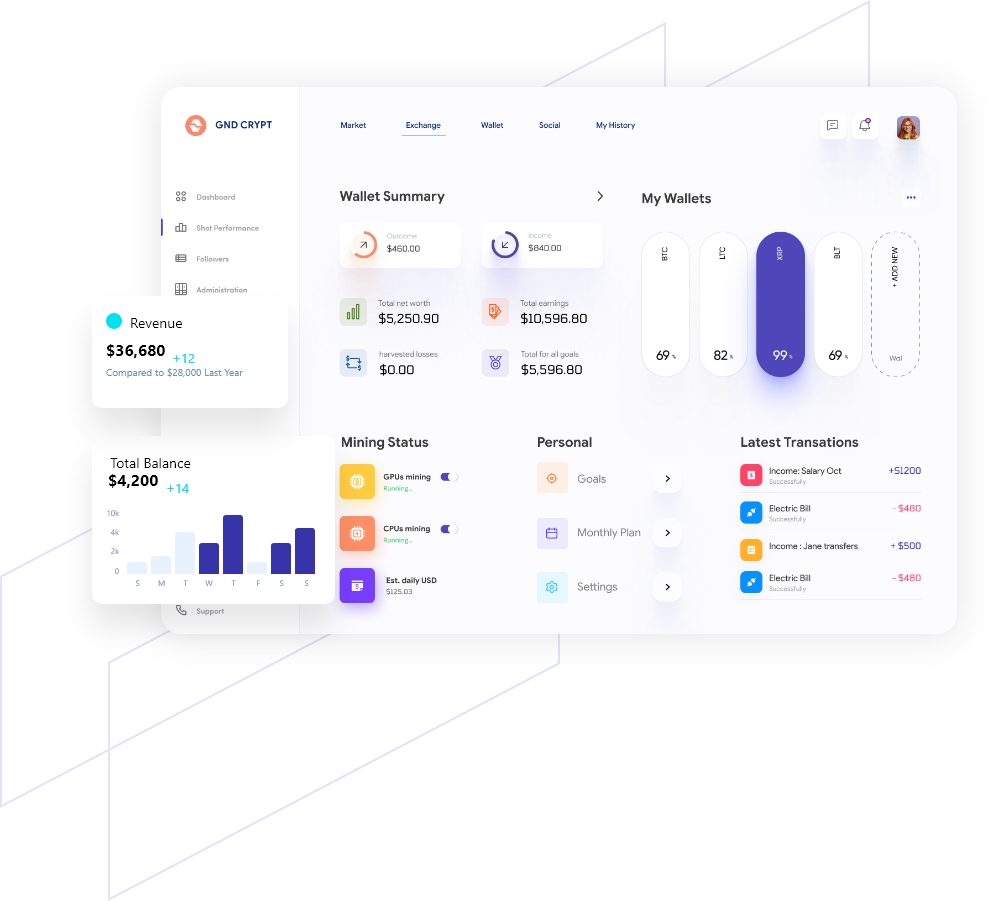 GND CRYPT
Market
Exchange
Wallet
Social
My History
Dashboard
Shot Performance
Followers
Administration
Support
Revenue
$36,680 +12
Compared to $28,000 Last Year
Total Balance
$4,200 +14
10k
4k
2k
0
S M T W T F S S
Wallet Summary
Outcome
$460.00
Income
$840.00
Total net worth
$5,250.90
Total earnings
$10,596.80
harvested losses
$0.00
Total for all goals
$5,596.80
My Wallets
BTC
69 %
LTC
82 %
XRP
99 %
BLT
69 %
+ ADD NEW
Wal
Mining Status
GPUs mining
Running...
CPUs mining
Running...
Est. daily USD
$125.03
Personal
Goals
Monthly Plan
Settings
Latest Transations
Income: Salary Oct +$1200
Successfully
Electric Bill - $480
Successfully
Income : Jane transfers + $500
Electric Bill - $480
Successfully